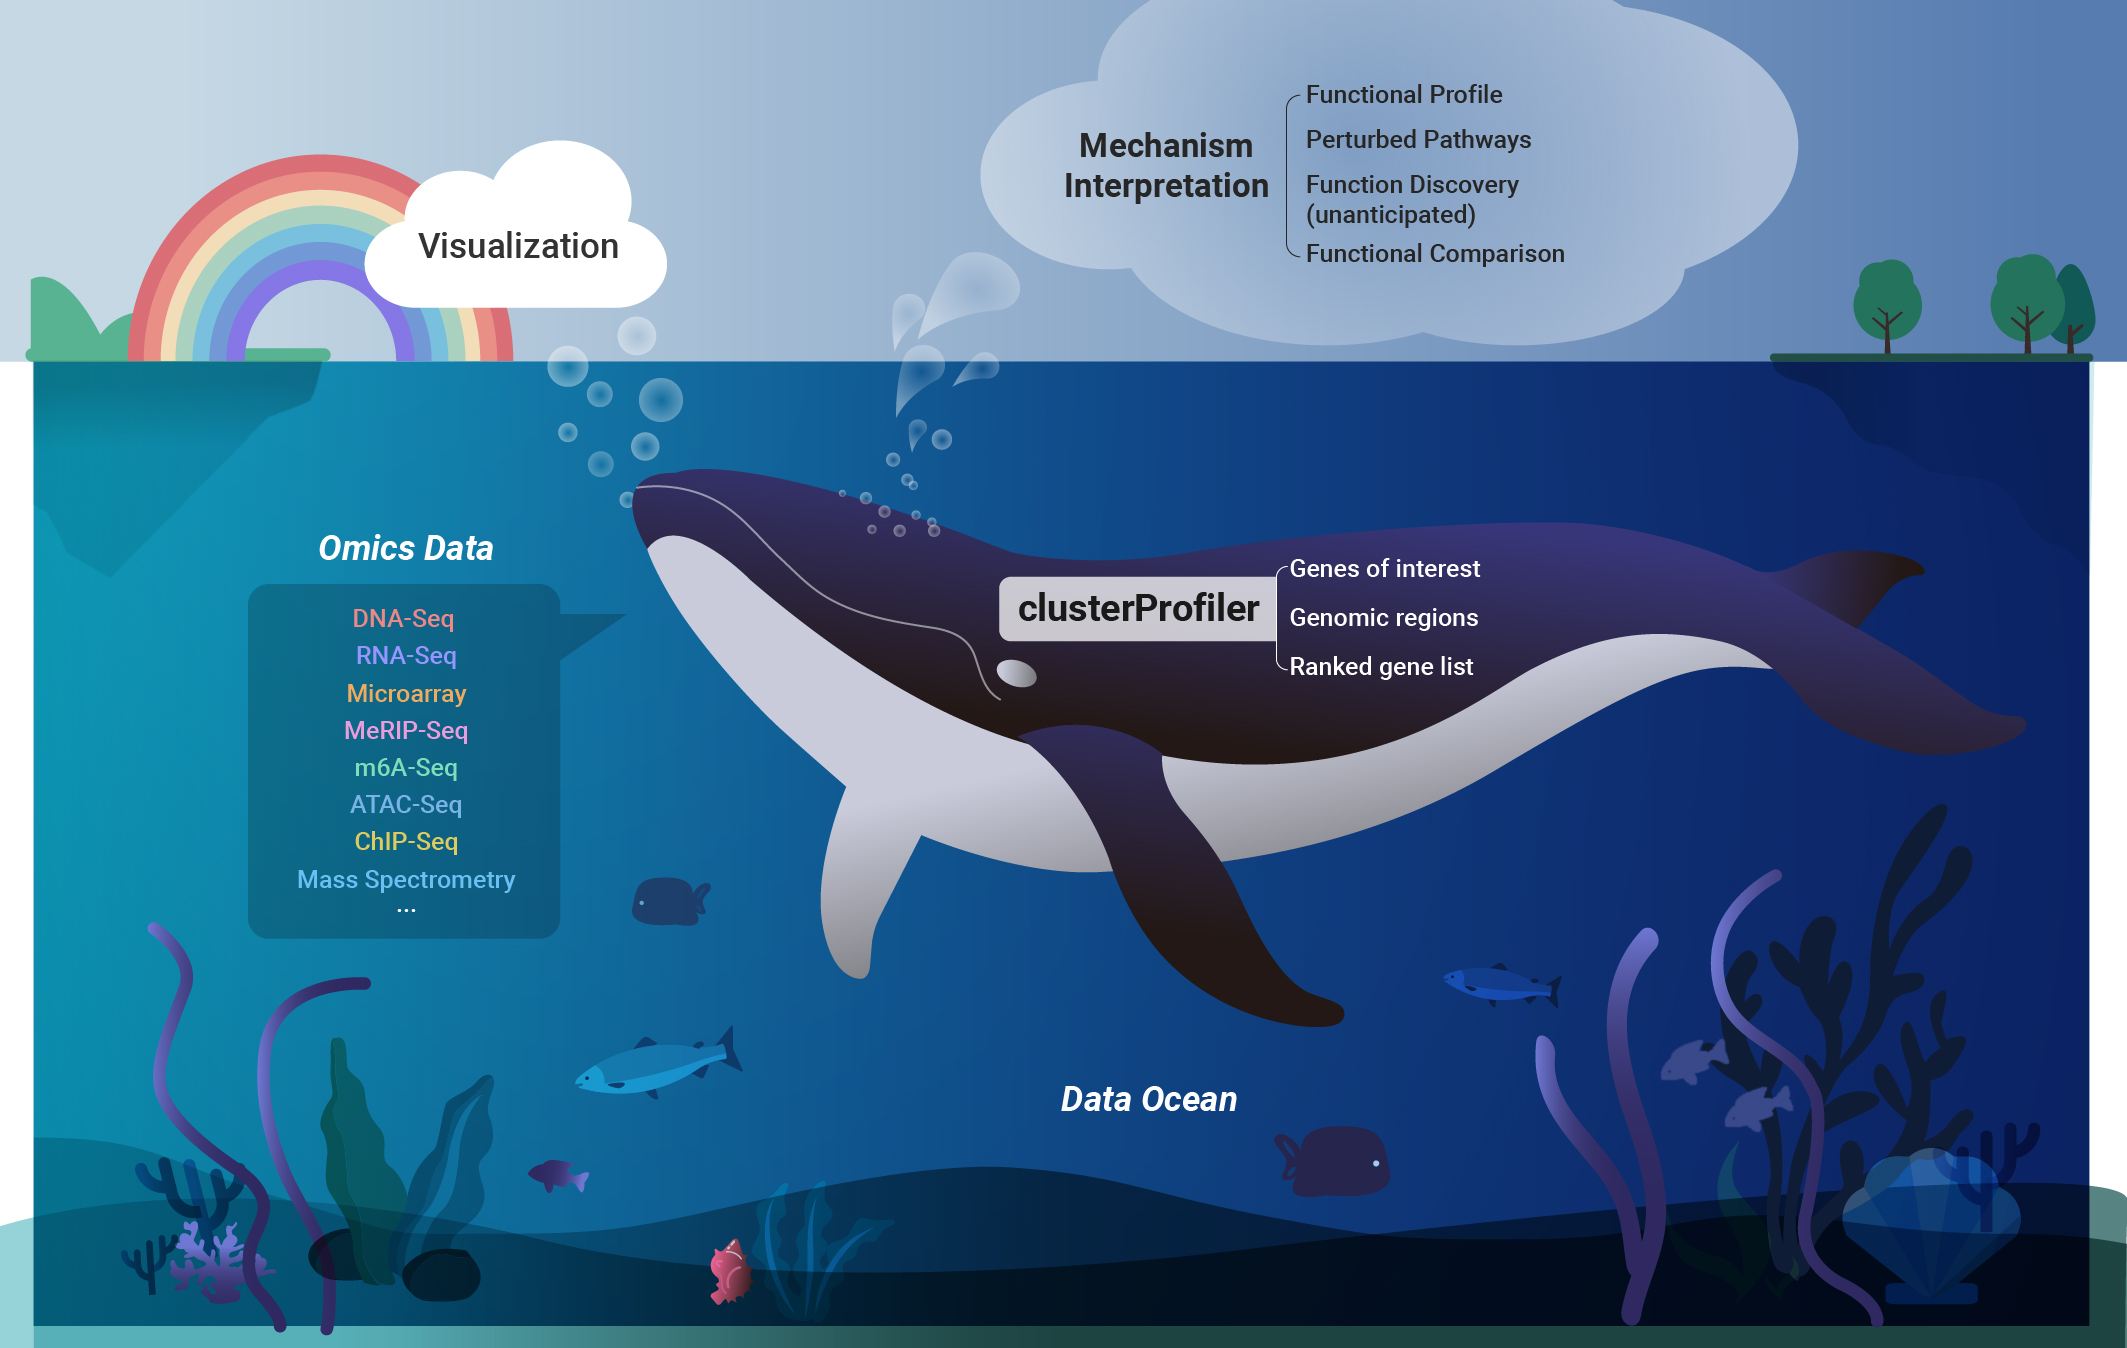 Visualization
Mechanism
Interpretation
Functional Profile
Perturbed Pathways
Function Discovery
(unanticipated)
Functional Comparison
Omics Data
DNA-Seq
RNA-Seq
Microarray
MeRIP-Seq
m6A-Seq
ATAC-Seq
ChIP-Seq
Mass Spectrometry
...
clusterProfiler
Genes of interest
Genomic regions
Ranked gene list
Data Ocean